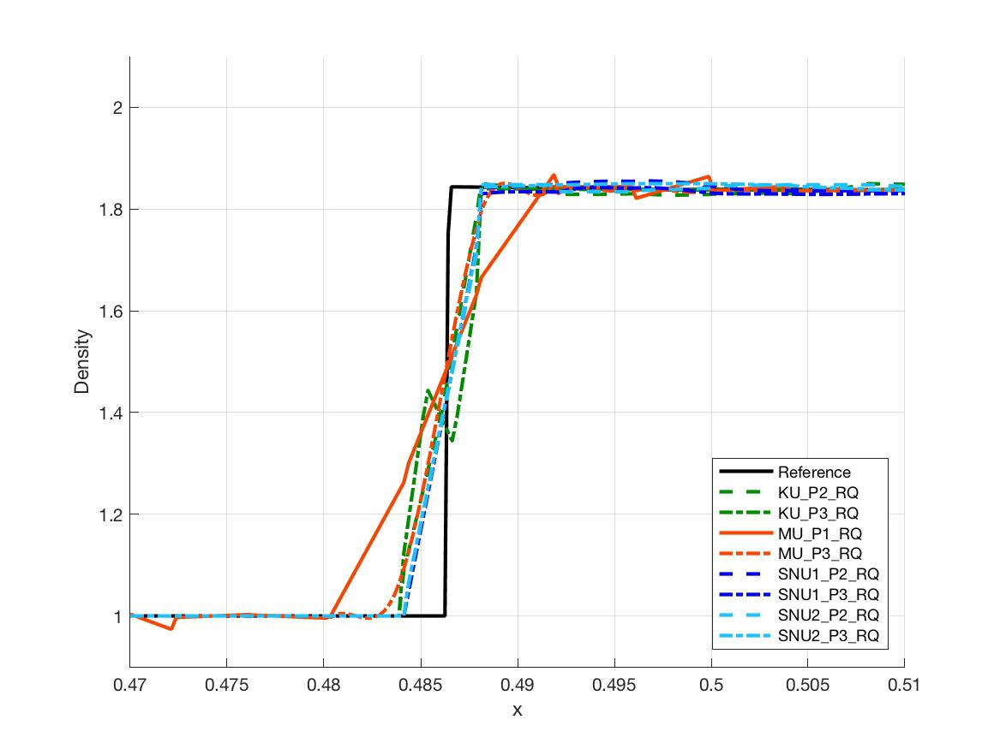 2
1.8
1.6
1.4
1.2
1
Density
0.47 0.475 0.48 0.485 0.49 0.495 0.5 0.505 0.51
x
Reference
KU_P2_RQ
KU_P3_RQ
MU_P1_RQ
MU_P3_RQ
SNU1_P2_RQ
SNU1_P3_RQ
SNU2_P2_RQ
SNU2_P3_RQ